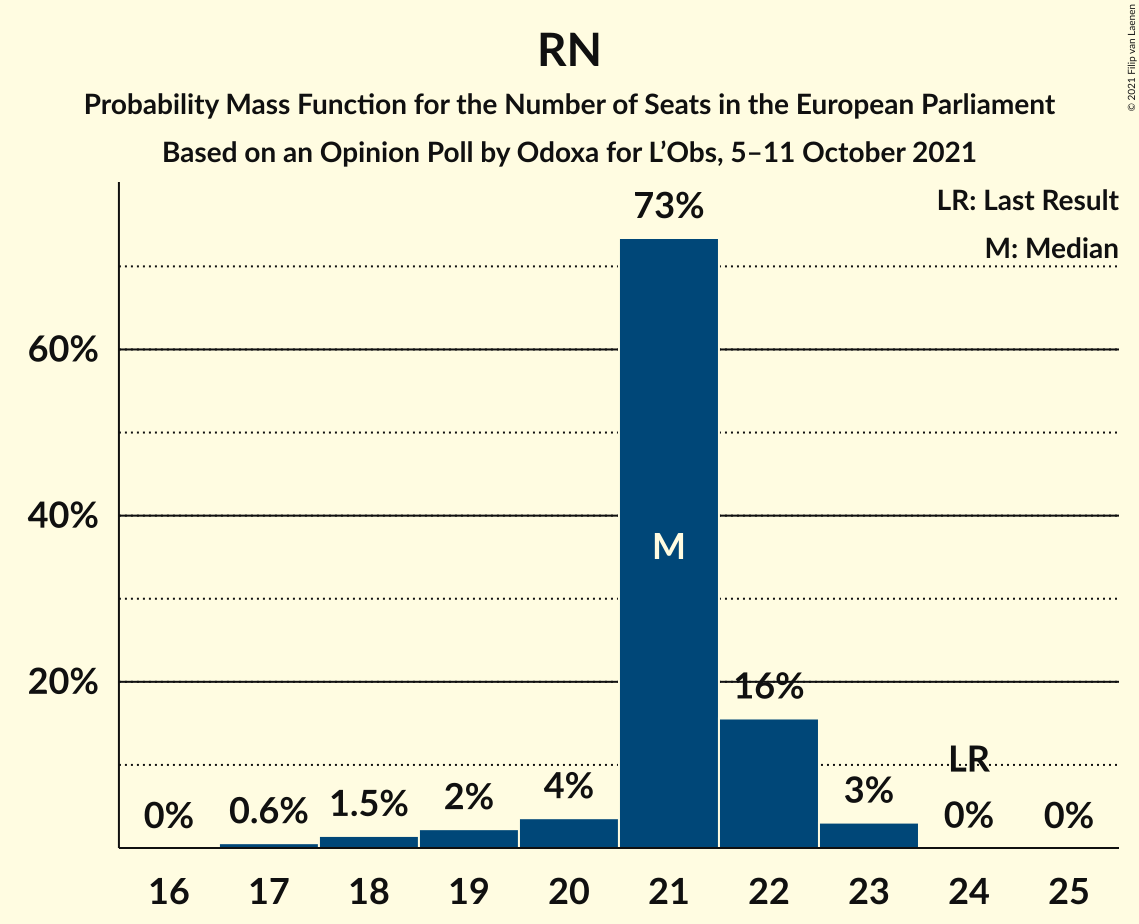 RN
Probability Mass Function for the Number of Seats in the European Parliament
Based on an Opinion Poll by Odoxa for L’Obs, 5–11 October 2021
© 2021 Filip van Laenen
LR: Last Result
M: Median
60%
40%
20%
0%
0.6%
1.5%
2%
4%
73%
M
16%
3%
LR
0%
0%
16 17 18 19 20 21 22 23 24 25